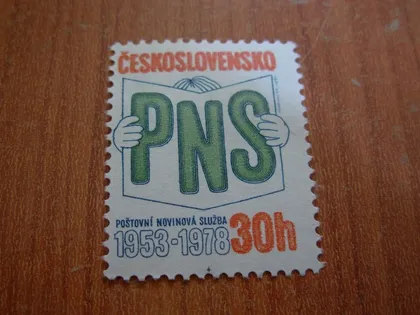 ČESKOSLOVENSKO
PNS
POŠTOVNÍ NOVINOVÁ SLUŽBA
1953-1978 30h